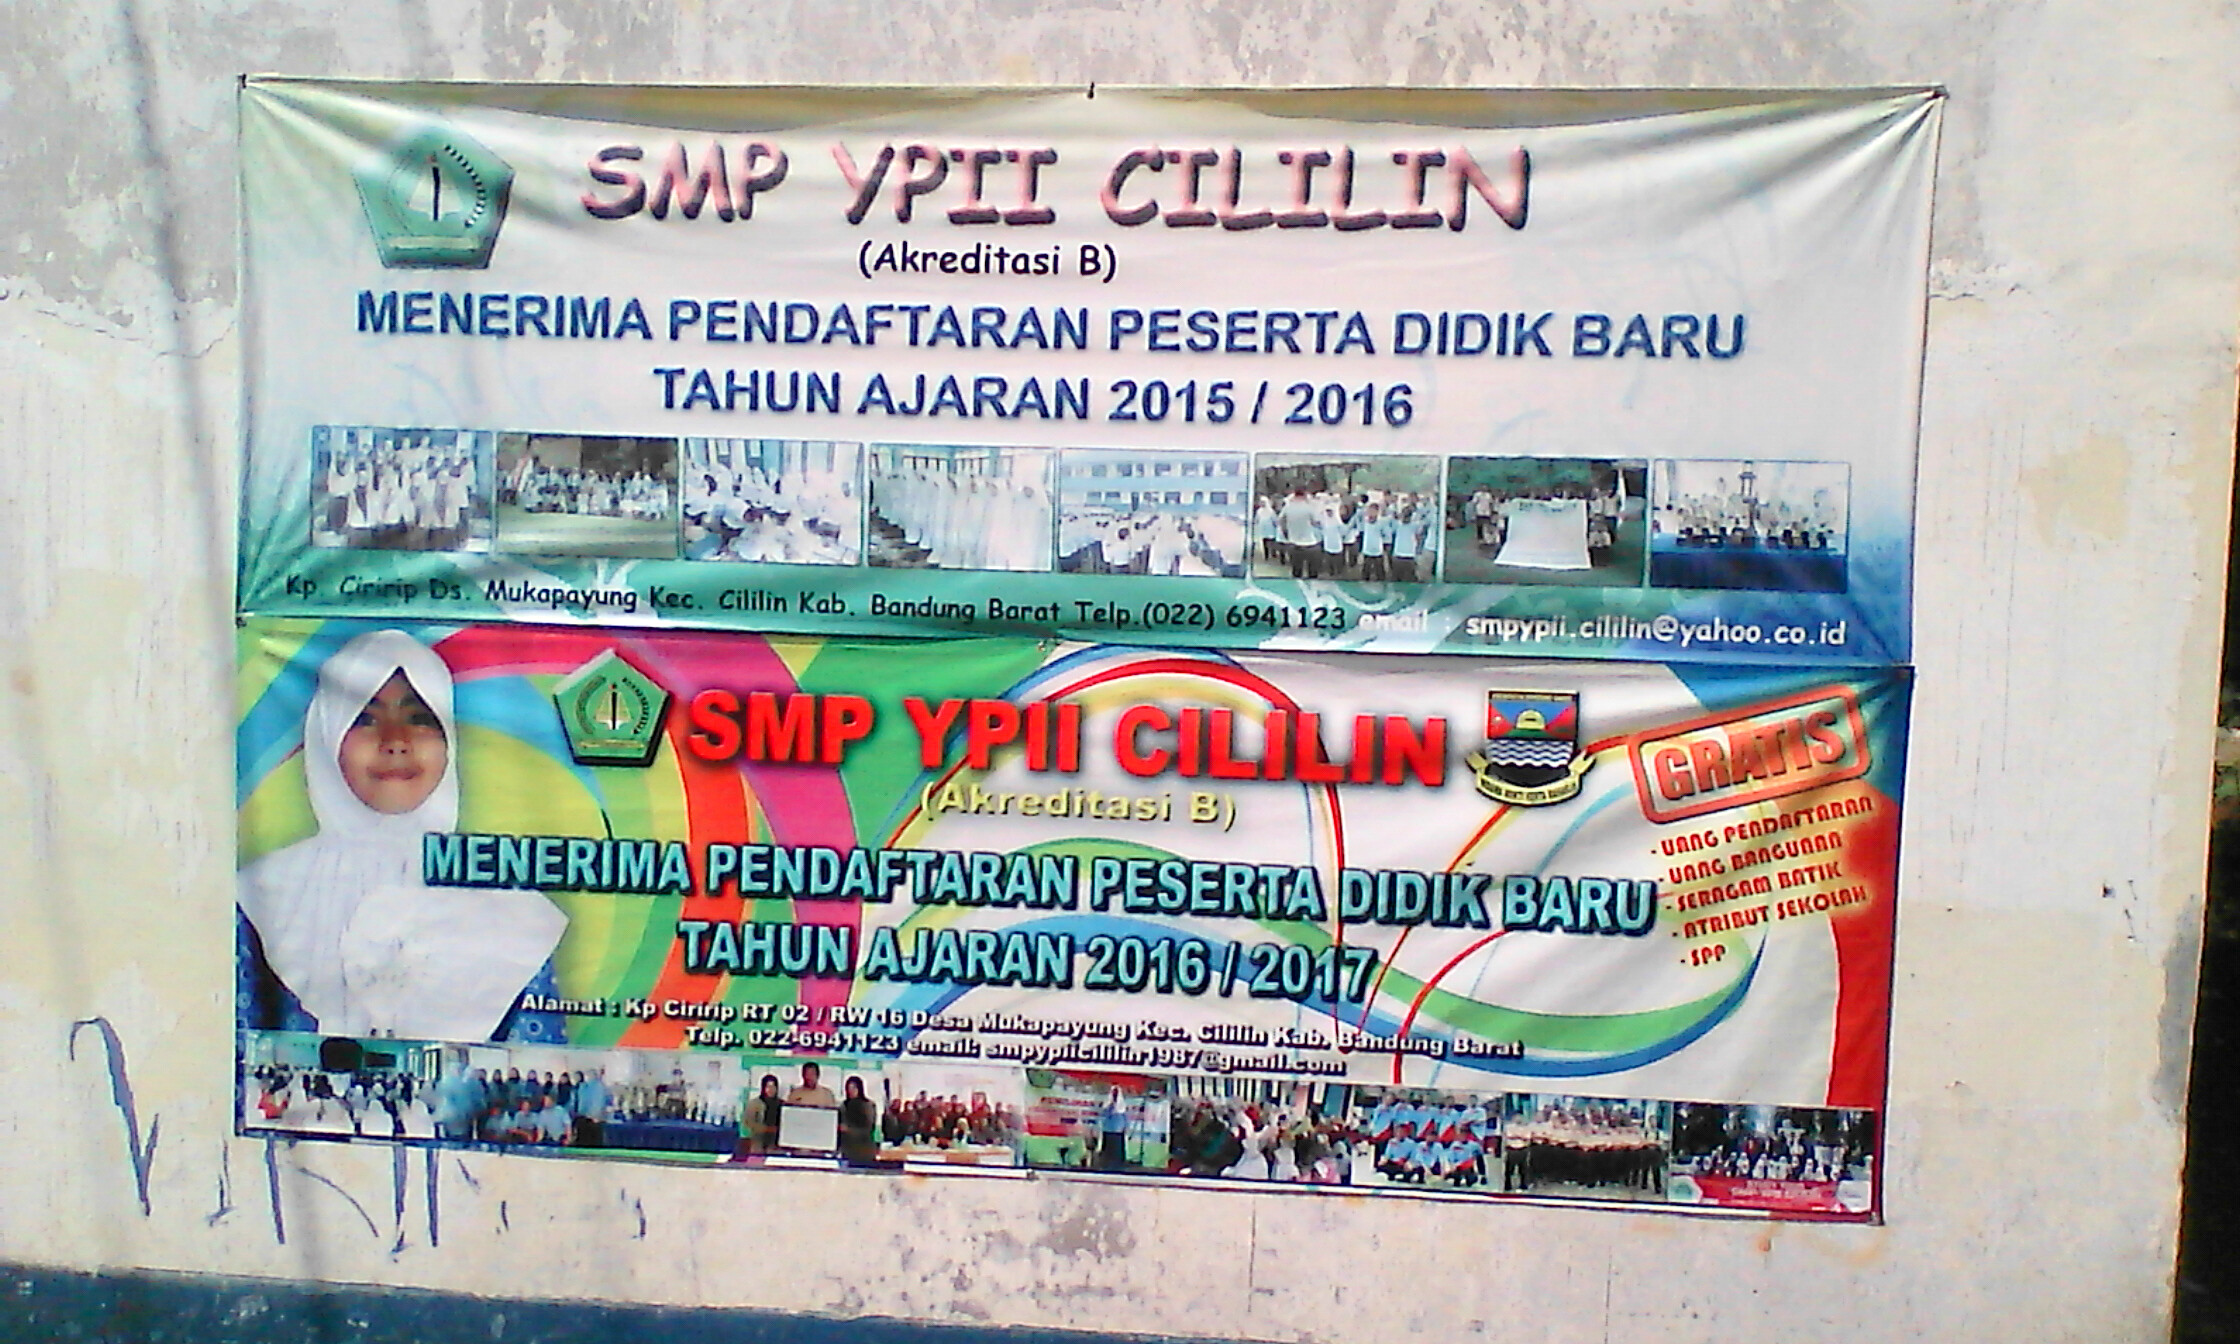 SMP YPII CILILIN
(Akreditasi B)
MENERIMA PENDAFTARAN PESERTA DIDIK BARU
TAHUN AJARAN 2015 / 2016
Kp. Ciririp Ds. Mukapayung Kec. Cililin Kab. Bandung Barat Telp.(022) 6941123 email : smpypii.cililin@yahoo.co.id
SMP YPII CILILIN
(Akreditasi B)
MENERIMA PENDAFTARAN PESERTA DIDIK BARU
TAHUN AJARAN 2016 / 2017
Alamat : Kp Ciririp RT 02 / RW 16 Desa Mukapayung Kec. Cililin Kab. Bandung Barat
Telp. 022-6941123 email: smpypiicililin1987@gmail.com
GRATIS
- UANG PENDAFTARAN
- UANG BANGUNAN
- SERAGAM BATIK
- ATRIBUT SEKOLAH
- SPP